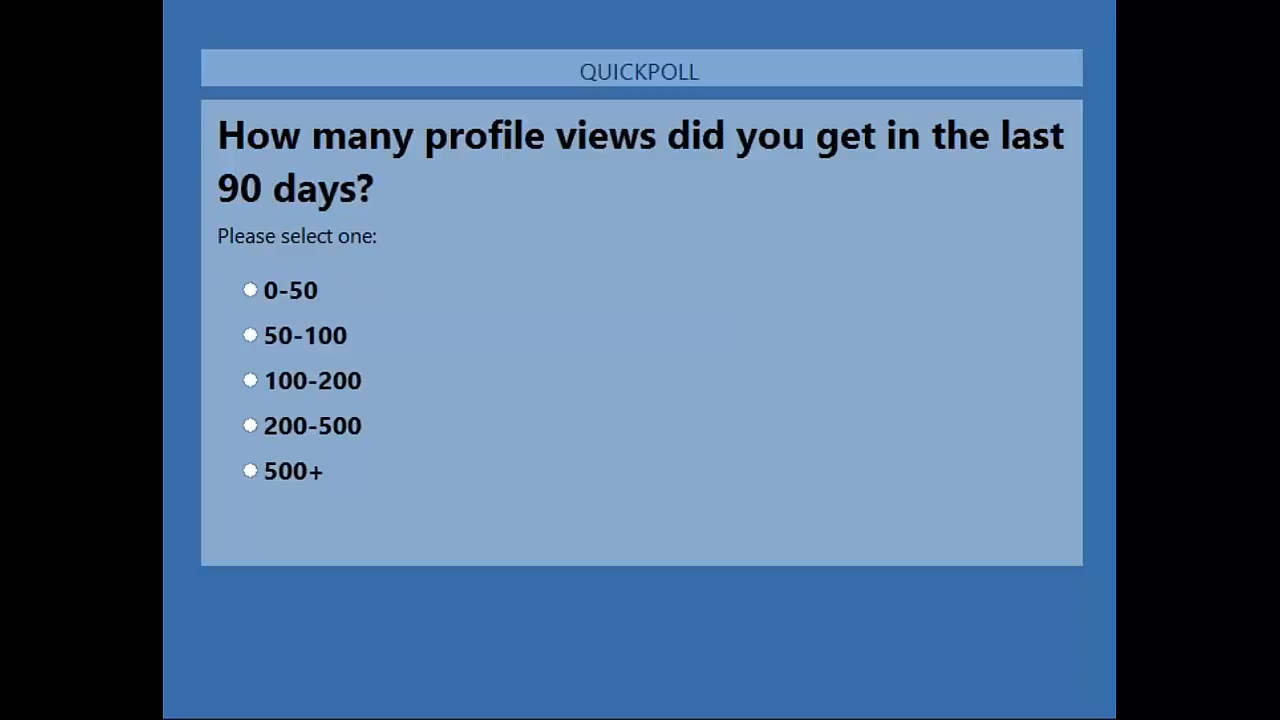 QUICKPOLL
How many profile views did you get in the last
90 days?
Please select one:
0-50
50-100
100-200
200-500
500+